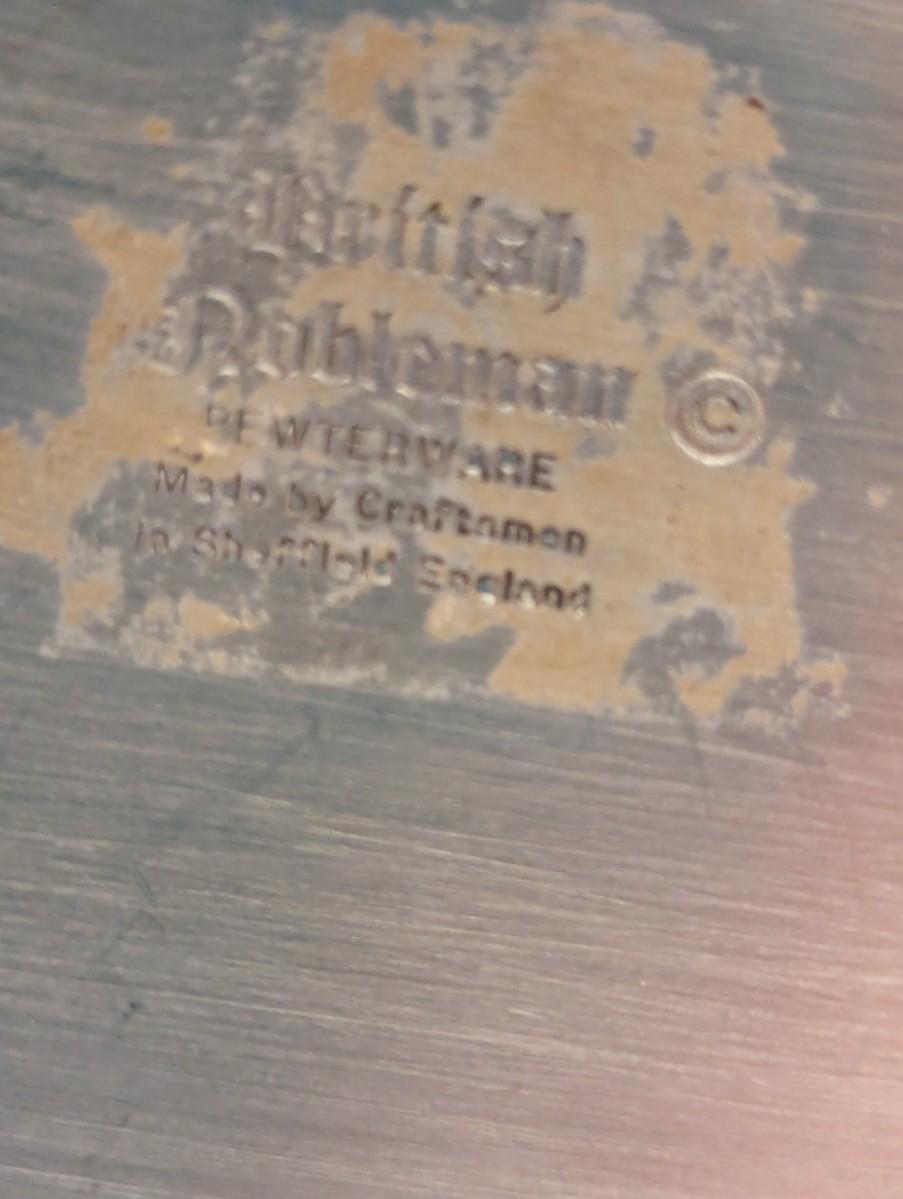 British
Nobleman ©
PEWTERWARE
Made by Craftsmen
in Sheffield England